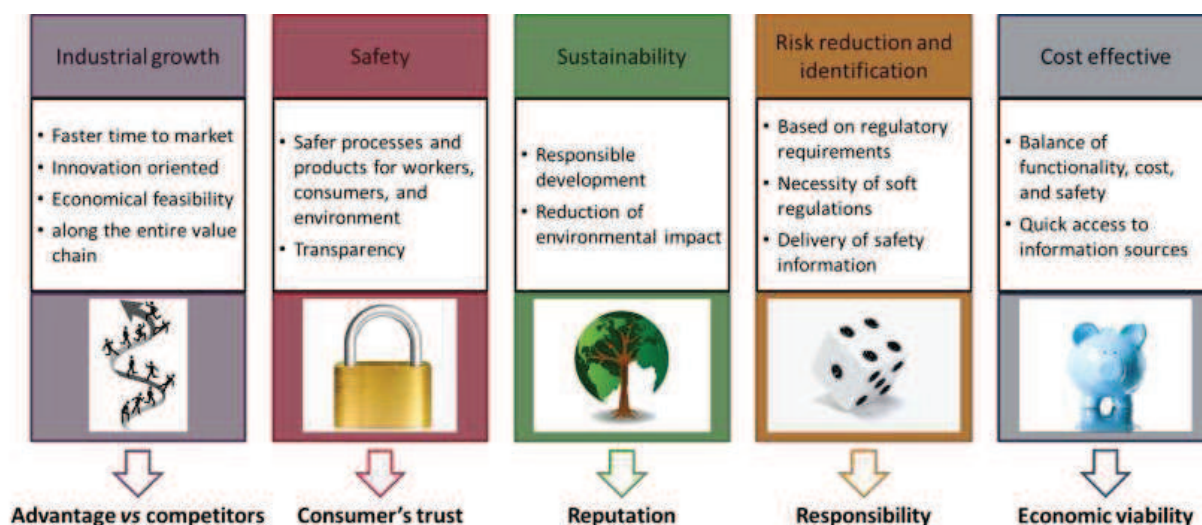 Industrial growth
• Faster time to market
• Innovation oriented
• Economical feasibility
• along the entire value
chain
Advantage vs competitors
Safety
• Safer processes and
products for workers,
consumers, and
environment
• Transparency
Consumer's trust
Sustainability
• Responsible
development
• Reduction of
environmental impact
Reputation
Risk reduction and
identification
• Based on regulatory
requirements
• Necessity of soft
regulations
• Delivery of safety
information
Responsibility
Cost effective
• Balance of
functionality, cost,
and safety
• Quick access to
information sources
Economic viability